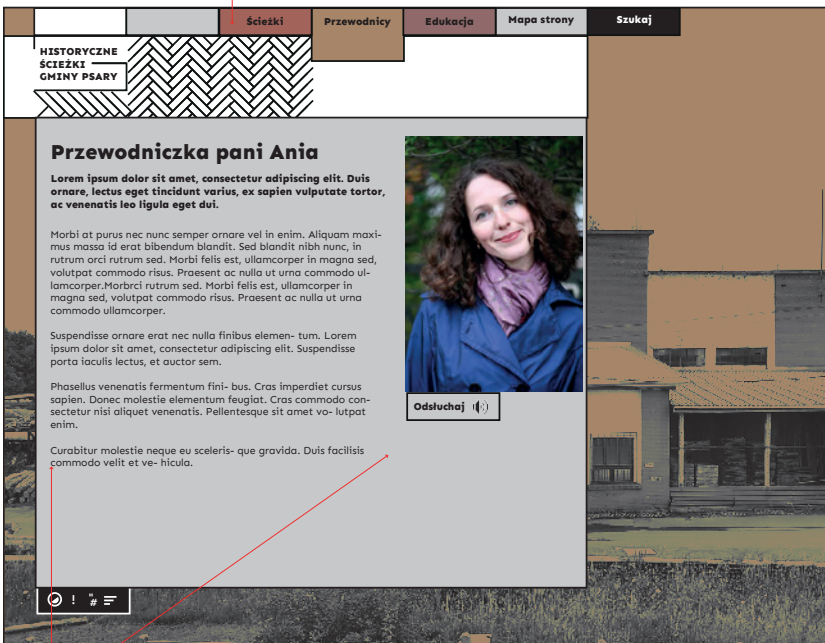 Ścieżki
Przewodnicy
Edukacja
Mapa strony
Szukaj
HISTORYCZNE
ŚCIEŻKI
GMINY PSARY
Przewodniczka pani Ania
Lorem ipsum dolor sit amet, consectetur adipiscing elit. Duis
ornare, lectus eget tincidunt varius, ex sapien vulputate tortor,
ac venenatis leo ligula eget dui.
Morbi at purus nec nunc semper ornare vel in enim. Aliquam maxi-
mus massa id erat bibendum blandit. Sed blandit nibh nunc, in
rutrum orci rutrum sed. Morbi felis est, ullamcorper in magna sed,
volutpat commodo risus. Praesent ac nulla ut urna commodo ul-
lamcorper.Morbrci rutrum sed. Morbi felis est, ullamcorper in
magna sed, volutpat commodo risus. Praesent ac nulla ut urna
commodo ullamcorper.
Suspendisse ornare erat nec nulla finibus elemen- tum. Lorem
ipsum dolor sit amet, consectetur adipiscing elit. Suspendisse
porta iaculis lectus, et auctor sem.
Phasellus venenatis fermentum fini- bus. Cras imperdiet cursus
sapien. Donec molestie elementum feugiat. Cras commodo con-
sectetur nisi aliquet venenatis. Pellentesque sit amet vo- lutpat
enim.
Curabitur molestie neque eu sceleris- que gravida. Duis facilisis
commodo velit et ve- hicula.
Odsłuchaj
! "#